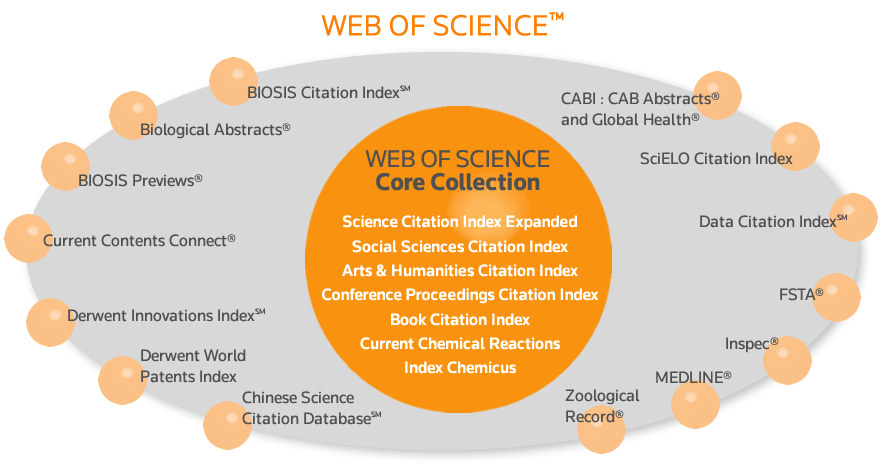 WEB OF SCIENCE™
BIOSIS Citation Index℠
Biological Abstracts®
BIOSIS Previews®
Current Contents Connect®
Derwent Innovations Index℠
Derwent World
Patents Index
Chinese Science
Citation Database℠
WEB OF SCIENCE
Core Collection
Science Citation Index Expanded
Social Sciences Citation Index
Arts & Humanities Citation Index
Conference Proceedings Citation Index
Book Citation Index
Current Chemical Reactions
Index Chemicus
CABI : CAB Abstracts®
and Global Health®
SciELO Citation Index
Data Citation Index℠
FSTA®
Inspec®
MEDLINE®
Zoological
Record®